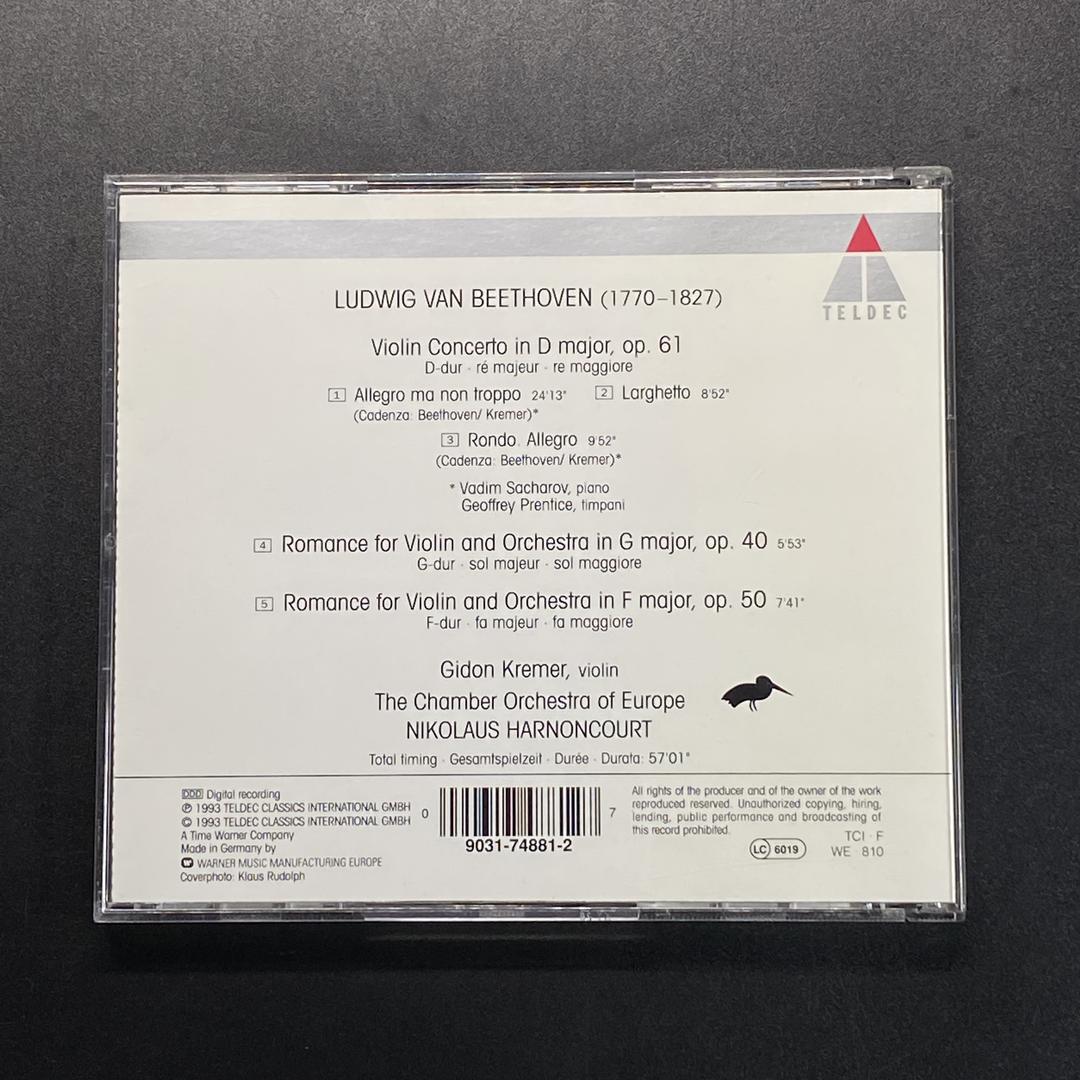 TELDEC
LUDWIG VAN BEETHOVEN (1770–1827)
Violin Concerto in D major, op. 61
D-dur · ré majeur · re maggiore
1 Allegro ma non troppo 24'13" 2 Larghetto 8'52"
(Cadenza: Beethoven/ Kremer)*
3 Rondo. Allegro 9'52"
(Cadenza: Beethoven/ Kremer)*
* Vadim Sacharov, piano
Geoffrey Prentice, timpani
4 Romance for Violin and Orchestra in G major, op. 40 5'53"
G-dur · sol majeur · sol maggiore
5 Romance for Violin and Orchestra in F major, op. 50 7'41"
F-dur · fa majeur · fa maggiore
Gidon Kremer, violin
The Chamber Orchestra of Europe
NIKOLAUS HARNONCOURT
Total timing · Gesamtspielzeit · Durée · Durata: 57'01"
DDD Digital recording
℗ 1993 TELDEC CLASSICS INTERNATIONAL GMBH
© 1993 TELDEC CLASSICS INTERNATIONAL GMBH
A Time Warner Company
Made in Germany by
WARNER MUSIC MANUFACTURING EUROPE
Coverphoto: Klaus Rudolph
0 7
9031-74881-2
All rights of the producer and of the owner of the work
reproduced reserved. Unauthorized copying, hiring,
lending, public performance and broadcasting of
this record prohibited.
TCI · F
LC 6019 WE · 810